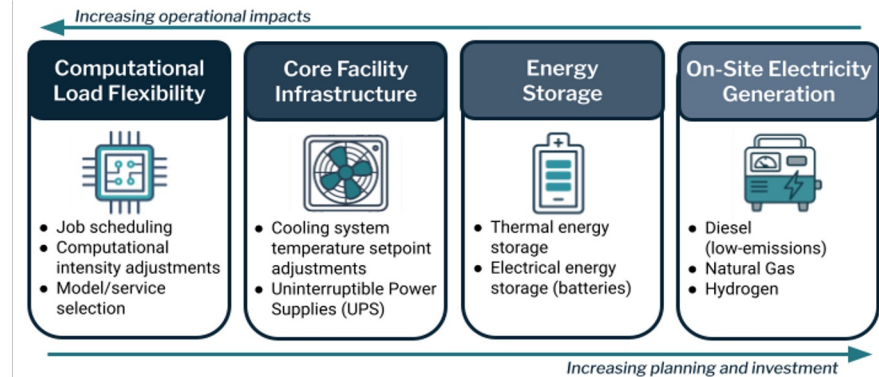 Increasing operational impacts
Computational
Load Flexibility
● Job scheduling
● Computational
intensity adjustments
● Model/service
selection
Core Facility
Infrastructure
● Cooling system
temperature setpoint
adjustments
● Uninterruptible Power
Supplies (UPS)
Energy
Storage
● Thermal energy
storage
● Electrical energy
storage (batteries)
On-Site Electricity
Generation
● Diesel
(low-emissions)
● Natural Gas
● Hydrogen
Increasing planning and investment